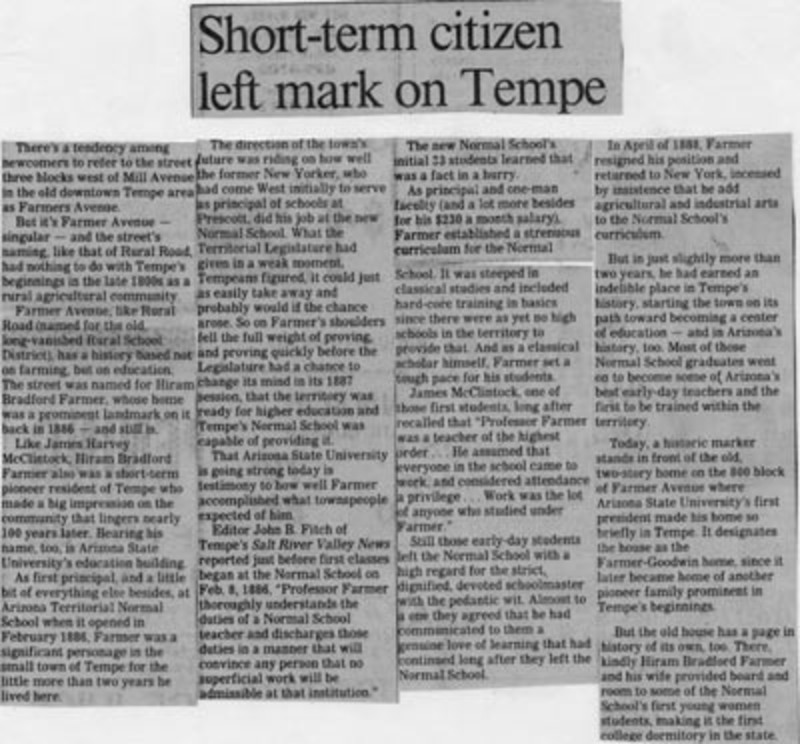 Short-term citizen
left mark on Tempe
There's a tendency among
newcomers to refer to the street
three blocks west of Mill Avenue
in the old downtown Tempe area
as Farmers Avenue.
But it's Farmer Avenue —
singular — and the street's
naming, like that of Rural Road,
had nothing to do with Tempe's
beginnings in the late 1800s as a
rural agricultural community.
Farmer Avenue, like Rural
Road (named for the old,
long-vanished Rural School
District), has a history based not
on farming, but on education.
The street was named for Hiram
Bradford Farmer, whose home
was a prominent landmark on it
back in 1886 — and still is.
Like James Harvey
McClintock, Hiram Bradford
Farmer also was a short-term
pioneer resident of Tempe who
made a big impression on the
community that lingers nearly
100 years later. Bearing his
name, too, is Arizona State
University's education building.
As first principal, and a little
bit of everything else besides, at
Arizona Territorial Normal
School when it opened in
February 1886, Farmer was a
significant personage in the
small town of Tempe for the
little more than two years he
lived here.
The direction of the town's
future was riding on how well
the former New Yorker, who
had come West initially to serve
as principal of schools at
Prescott, did his job at the new
Normal School. What the
Territorial Legislature had
given in a weak moment,
Tempeans figured, it could just
as easily take away and
probably would if the chance
arose. So on Farmer's shoulders
fell the full weight of proving,
and proving quickly before the
Legislature had a chance to
change its mind in its 1887
session, that the territory was
ready for higher education and
Tempe's Normal School was
capable of providing it.
That Arizona State University
is going strong today is
testimony to how well Farmer
accomplished what townspeople
expected of him.
Editor John B. Fitch of
Tempe's Salt River Valley News
reported just before first classes
began at the Normal School on
Feb. 8, 1886, "Professor Farmer
thoroughly understands the
duties of a Normal School
teacher and discharges those
duties in a manner that will
convince any person that no
superficial work will be
admissible at that institution."
The new Normal School's
initial 33 students learned that
was a fact in a hurry.
As principal and one-man
faculty (and a lot more besides
for his $230 a month salary),
Farmer established a strenuous
curriculum for the Normal
School. It was steeped in
classical studies and included
hard-core training in basics
since there were as yet no high
schools in the territory to
provide that. And as a classical
scholar himself, Farmer set a
tough pace for his students.
James McClintock, one of
those first students, long after
recalled that "Professor Farmer
was a teacher of the highest
order . . . He assumed that
everyone in the school came to
work, and considered attendance
a privilege . . . Work was the lot
of anyone who studied under
Farmer."
Still those early-day students
left the Normal School with a
high regard for the strict,
dignified, devoted schoolmaster
with the pedantic wit. Almost to
a one they agreed that he had
communicated to them a
genuine love of learning that had
continued long after they left the
Normal School.
In April of 1888, Farmer
resigned his position and
returned to New York, incensed
by insistence that he add
agricultural and industrial arts
to the Normal School's
curriculum.
But in just slightly more than
two years, he had earned an
indelible place in Tempe's
history, starting the town on its
path toward becoming a center
of education — and in Arizona's
history, too. Most of those
Normal School graduates went
on to become some of Arizona's
best early-day teachers and the
first to be trained within the
territory.
Today, a historic marker
stands in front of the old,
two-story home on the 800 block
of Farmer Avenue where
Arizona State University's first
president made his home so
briefly in Tempe. It designates
the house as the
Farmer-Goodwin home, since it
later became home of another
pioneer family prominent in
Tempe's beginnings.
But the old house has a page in
history of its own, too. There,
kindly Hiram Bradford Farmer
and his wife provided board and
room to some of the Normal
School's first young women
students, making it the first
college dormitory in the state.